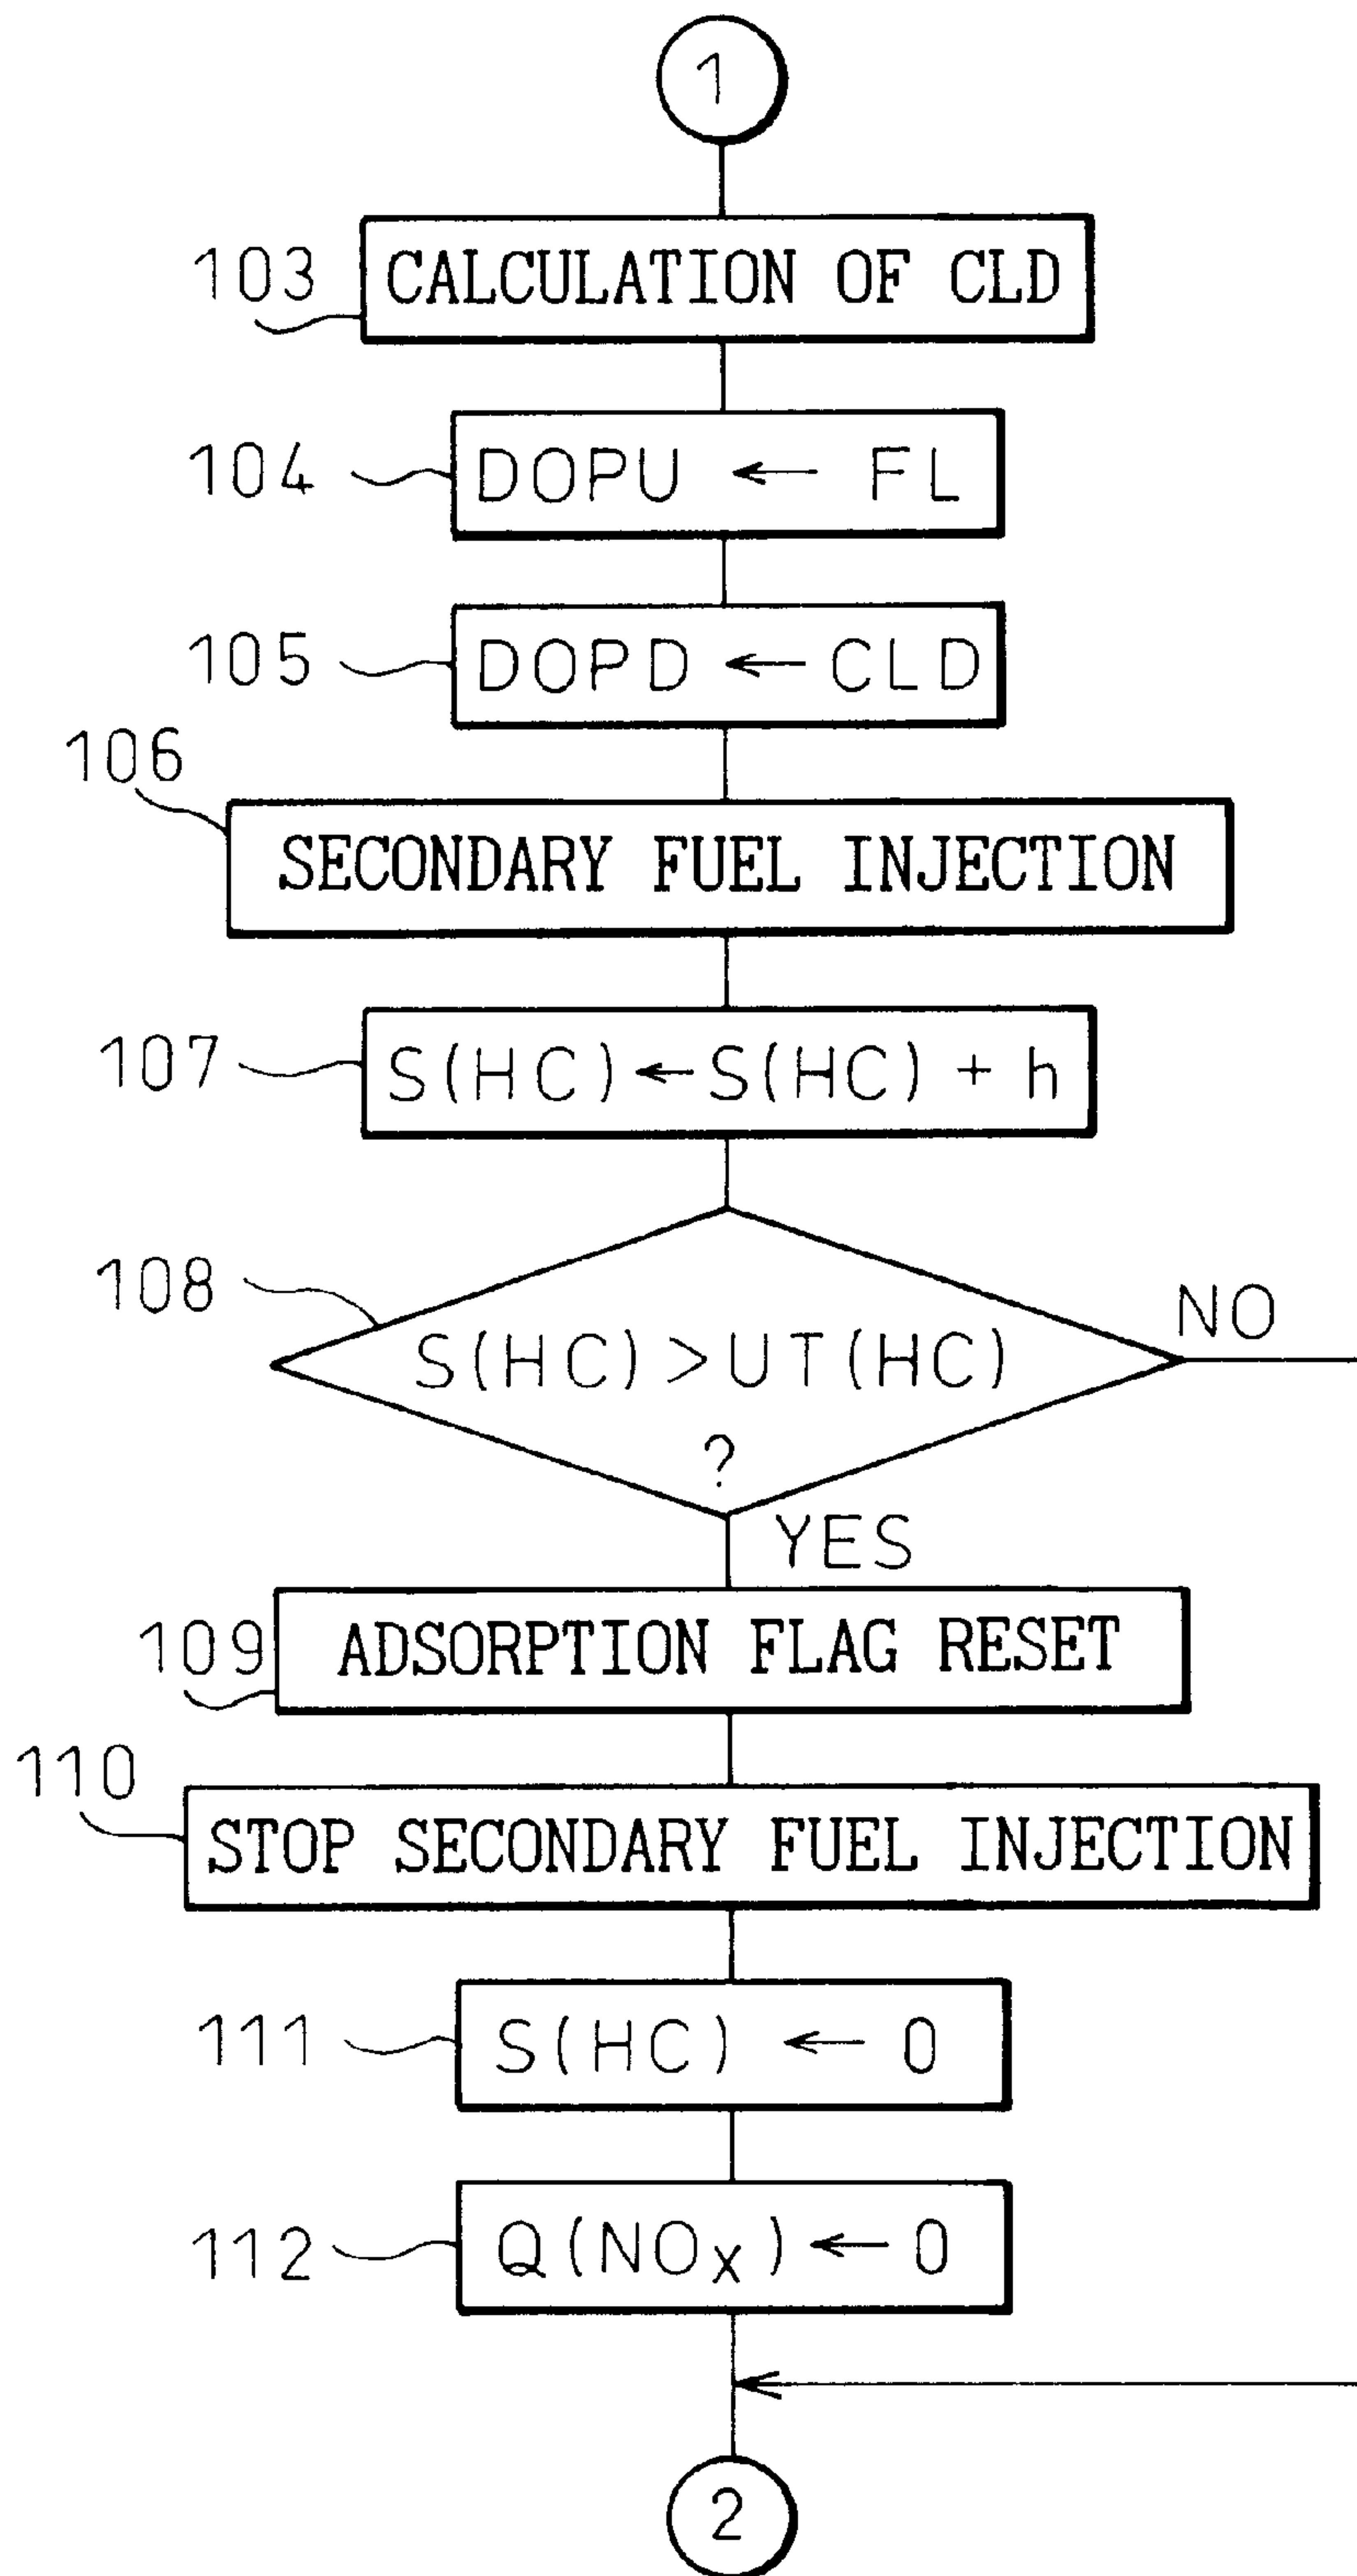 1
103 CALCULATION OF CLD
104 DOPU ← FL
105 DOPD ← CLD
106
SECONDARY FUEL INJECTION
107 S(HC) ← S(HC) + h
108
NO
S(HC) > UT(HC)
?
YES
109 ADSORPTION FLAG RESET
110
STOP SECONDARY FUEL INJECTION
111 S(HC) ← 0
112 Q(NOx) ← 0
2